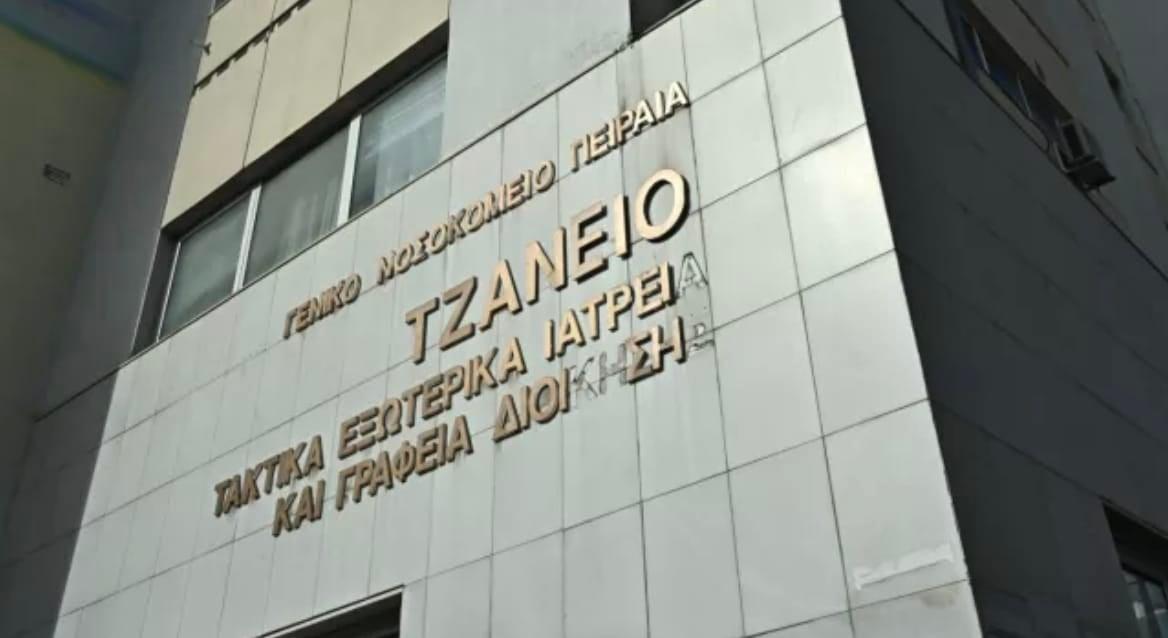 ΓΕΝΙΚΟ ΝΟΣΟΚΟΜΕΙΟ ΠΕΙΡΑΙΑ
ΤΖΑΝΕΙΟ
ΤΑΚΤΙΚΑ ΕΞΩΤΕΡΙΚΑ ΙΑΤΡΕΙΑ
ΚΑΙ ΓΡΑΦΕΙΑ ΔΙΟΙΚΗΣΗ